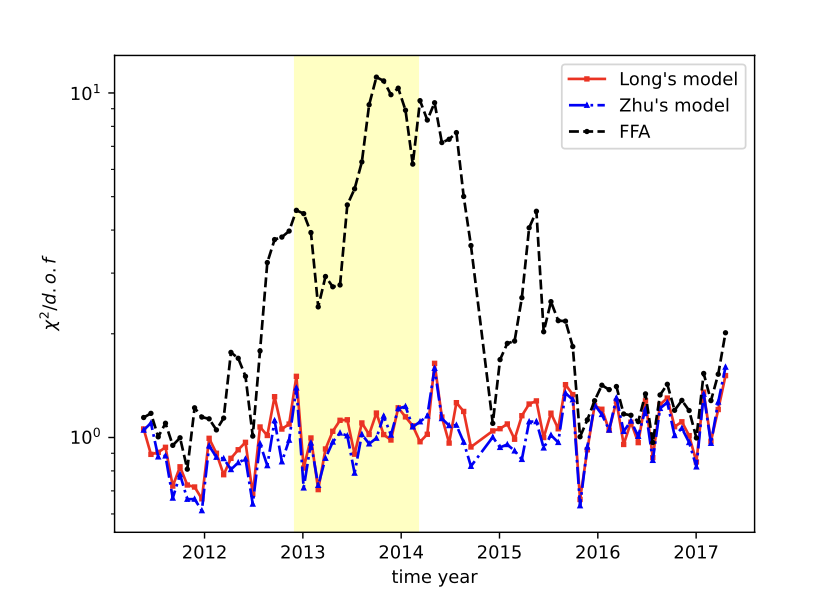 Long's model
Zhu's model
FFA
10¹
10⁰
χ²/d.o.f
2012 2013 2014 2015 2016 2017
time year